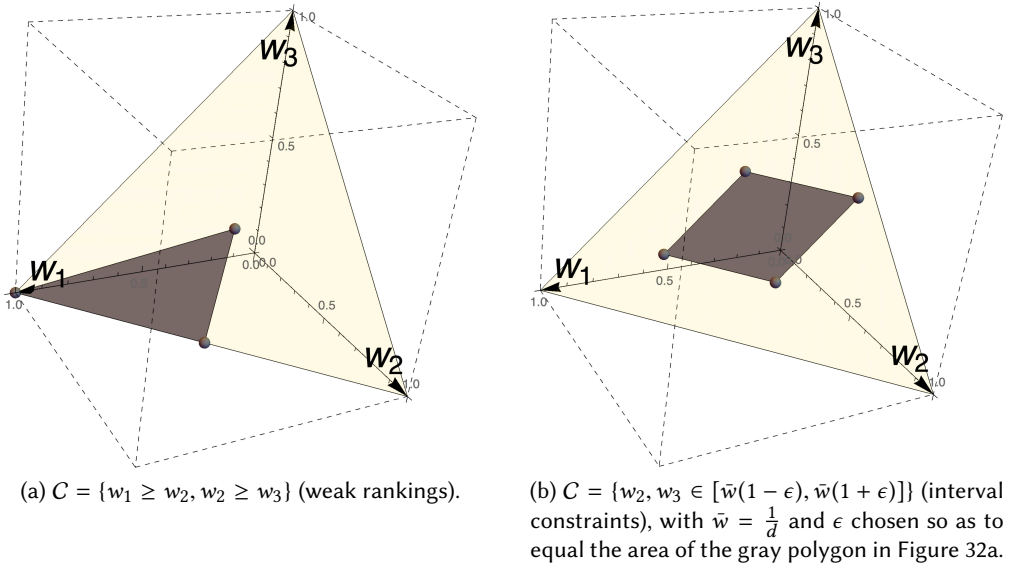 1.0
W3
0.5
0.0
0.0
0.0
W1
0.5
1.0
0.5
W2
1.0
(a) C = {w1 ≥ w2, w2 ≥ w3} (weak rankings).
1.0
W3
0.5
0.0
W1
0.5
1.0
0.5
W2
1.0
(b) C = {w2, w3 ∈ [w̄(1 − ϵ), w̄(1 + ϵ)]} (interval
constraints), with w̄ = 1/d and ϵ chosen so as to
equal the area of the gray polygon in Figure 32a.